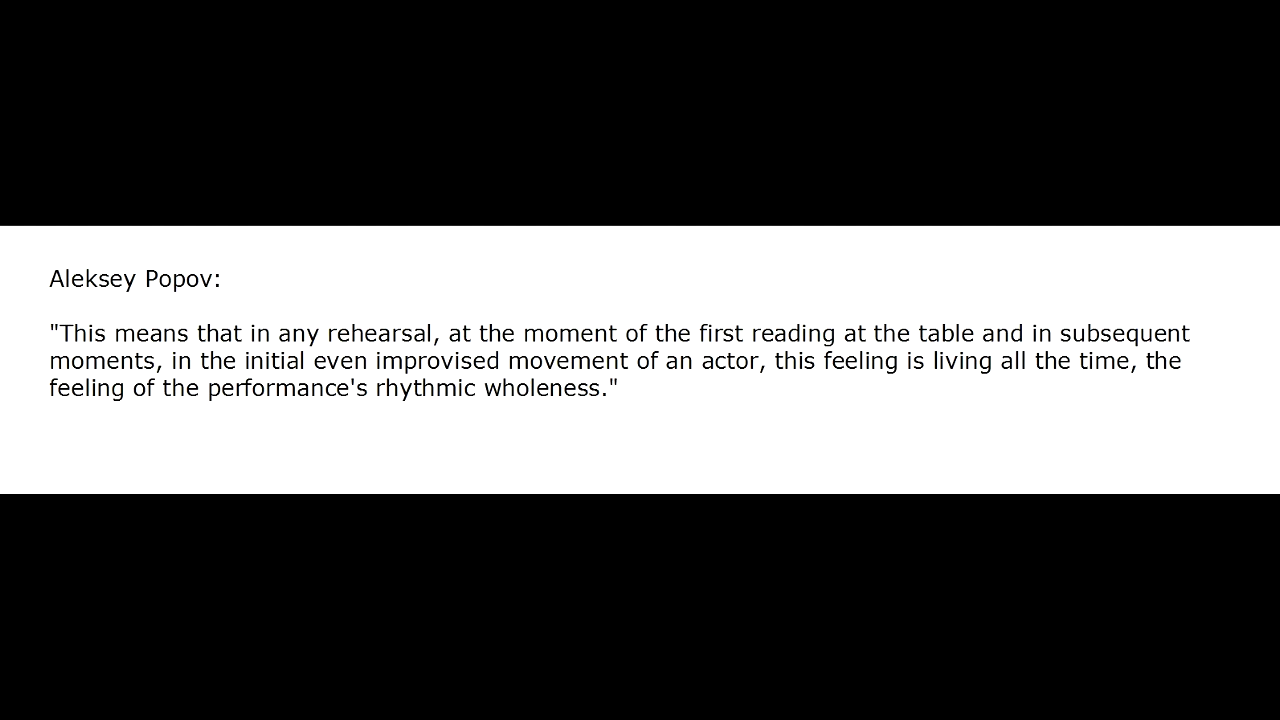 Aleksey Popov:
"This means that in any rehearsal, at the moment of the first reading at the table and in subsequent
moments, in the initial even improvised movement of an actor, this feeling is living all the time, the
feeling of the performance's rhythmic wholeness."